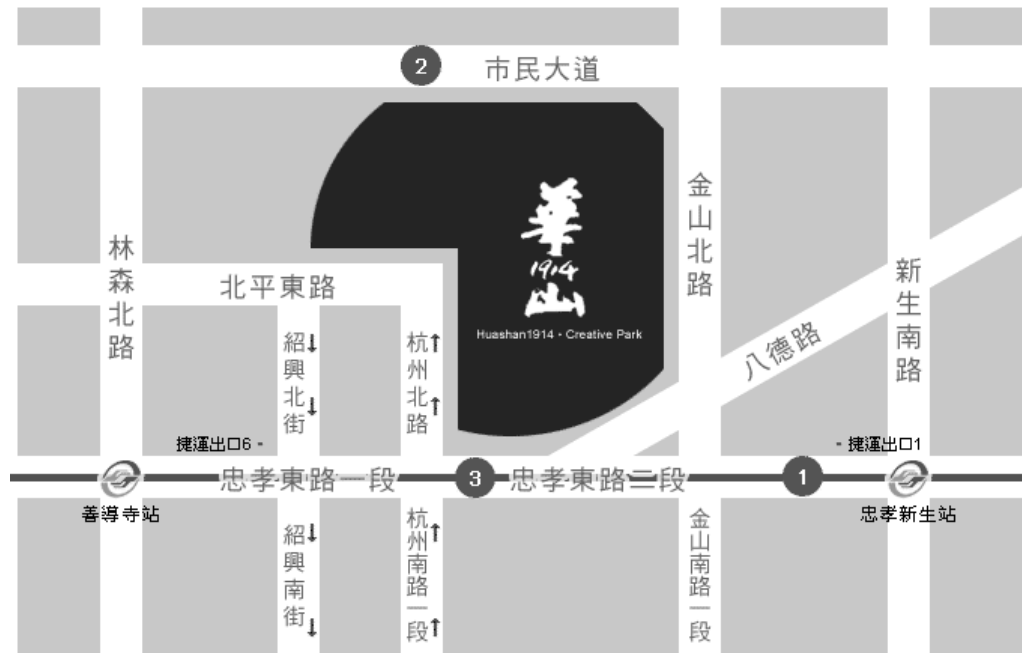 2
市民大道
華
1914
山
Huashan1914 · Creative Park
金山北路
林森北路
新生南路
北平東路
八德路
紹興北街
杭州北路
捷運出口6
捷運出口1
忠孝東路一段
3
忠孝東路二段
1
善導寺站
忠孝新生站
紹興南街
杭州南路一段
金山南路一段